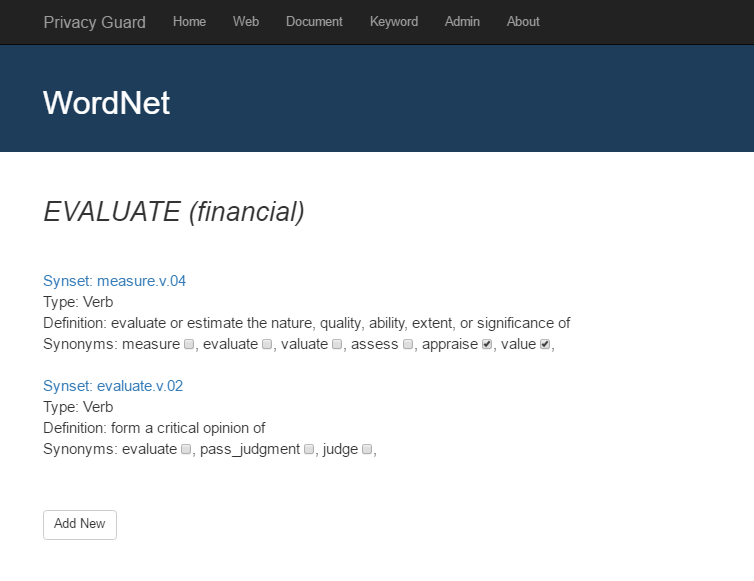 Privacy Guard Home Web Document Keyword Admin About
WordNet
EVALUATE (financial)
Synset: measure.v.04
Type: Verb
Definition: evaluate or estimate the nature, quality, ability, extent, or significance of
Synonyms: measure , evaluate , valuate , assess , appraise , value ,
Synset: evaluate.v.02
Type: Verb
Definition: form a critical opinion of
Synonyms: evaluate , pass_judgment , judge ,
Add New